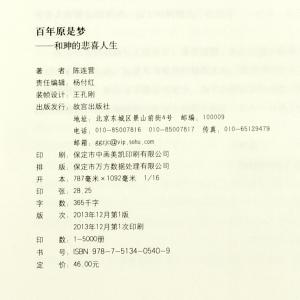 百年原是梦
——和珅的悲喜人生
著 者 陈连营
责任编辑 杨付红
装帧设计 王孔刚
出版发行 故宫出版社
地址：北京东城区景山前街4号 邮编：100009
电话：010-85007816 010-85007817 传真：010-65129479
邮箱：ggzjc@vip.sohu.com
印 刷 保定市中画美凯印刷有限公司
排 版 保定市万方数据处理有限公司
开 本 787毫米×1092毫米 1/16
印 张 28.25
字 数 365千字
版 次 2013年12月第1版
2013年12月第1次印刷
印 数 1-5000册
书 号 ISBN 978-7-5134-0540-9
定 价 46.00元